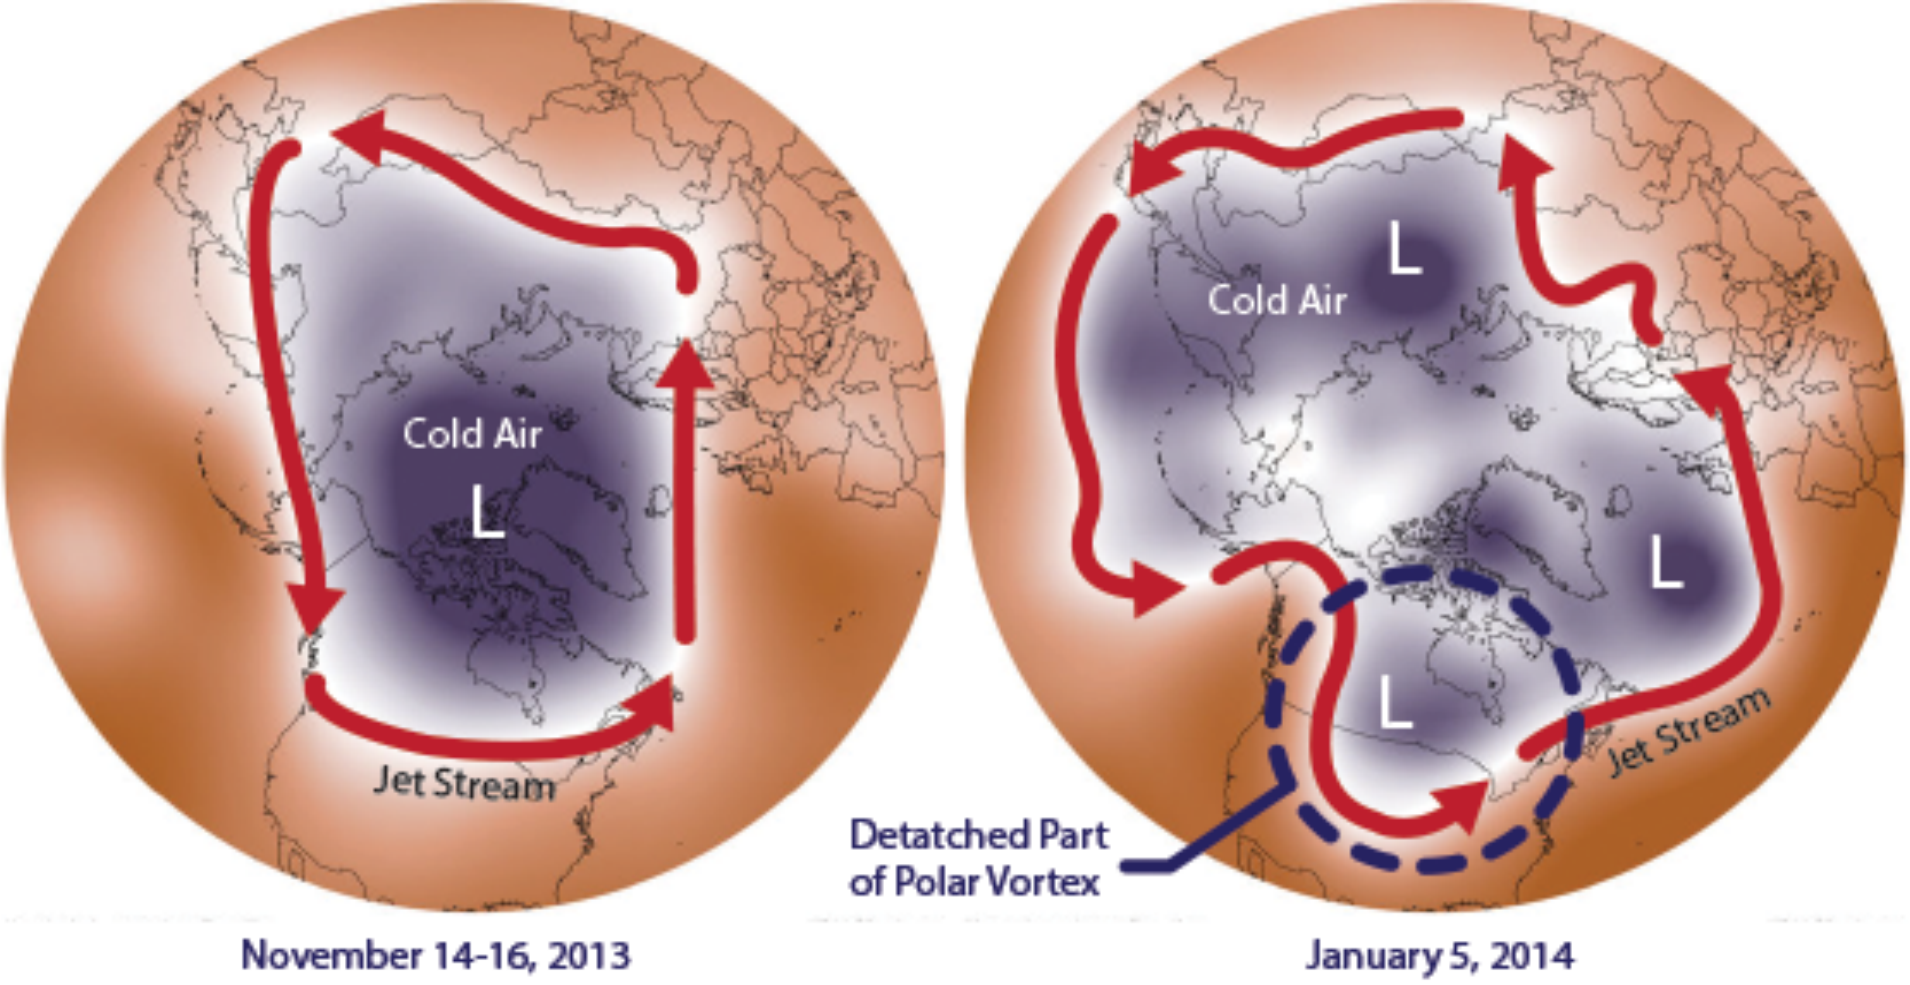 Cold Air
L
Jet Stream
November 14-16, 2013
L
Cold Air
L
L
Jet Stream
Detatched Part
of Polar Vortex
January 5, 2014